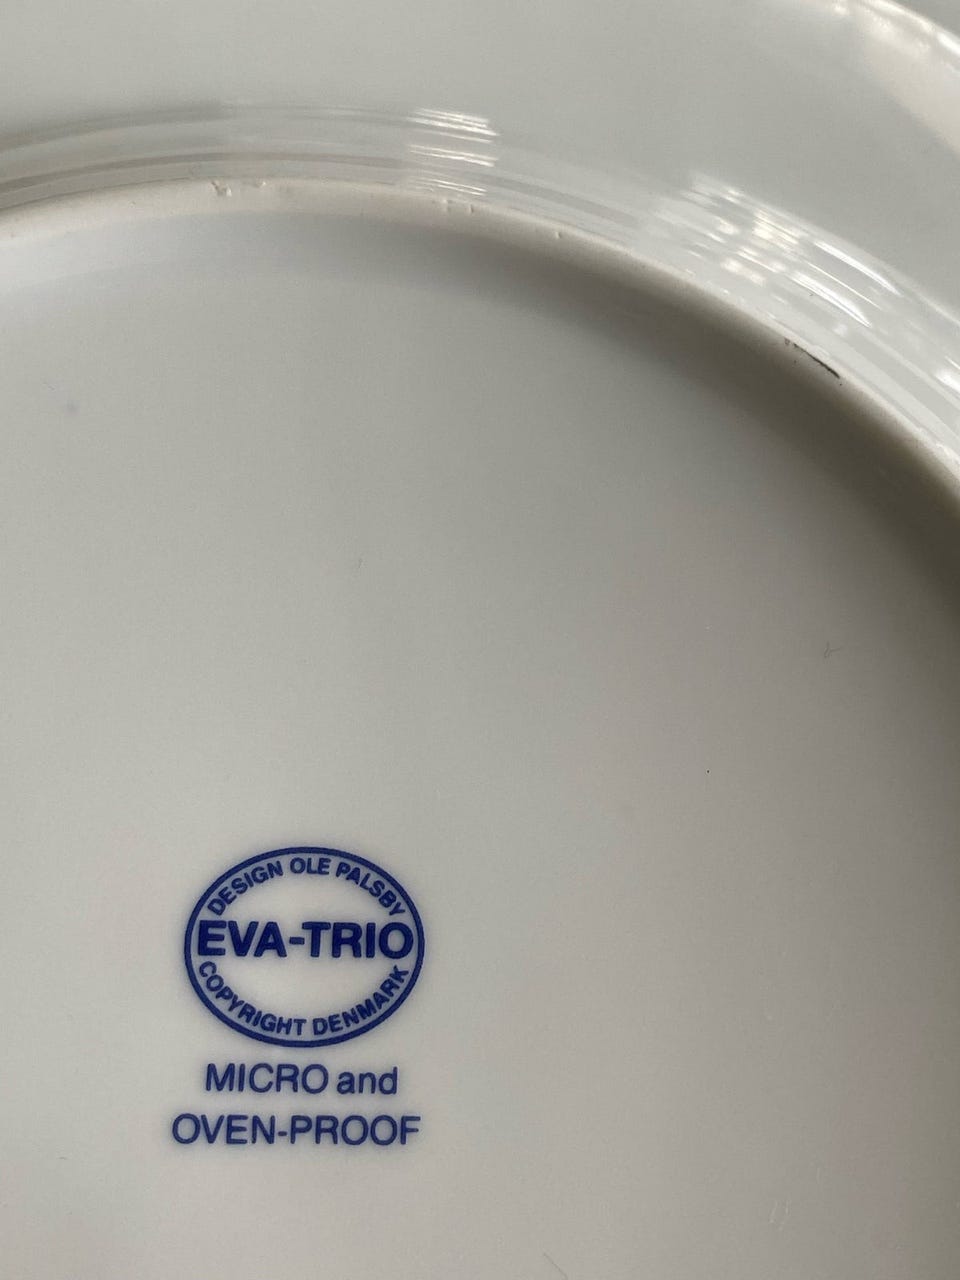 DESIGN OLE PALSBY
EVA-TRIO
COPYRIGHT DENMARK
MICRO and
OVEN-PROOF